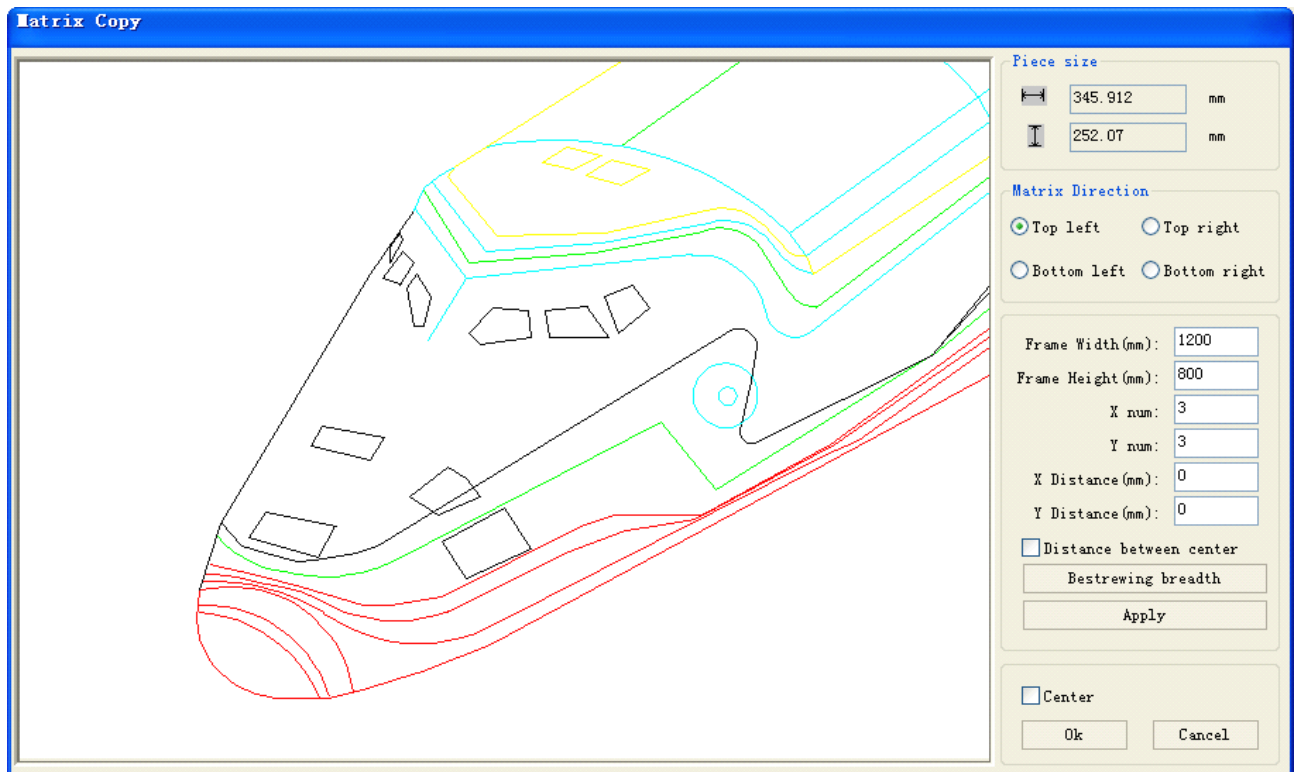 Matrix Copy
Piece size
345.912 mm
252.07 mm
Matrix Direction
Top left Top right
Bottom left Bottom right
Frame Width(mm): 1200
Frame Height(mm): 800
X num: 3
Y num: 3
X Distance(mm): 0
Y Distance(mm): 0
Distance between center
Bestrewing breadth
Apply
Center
Ok Cancel